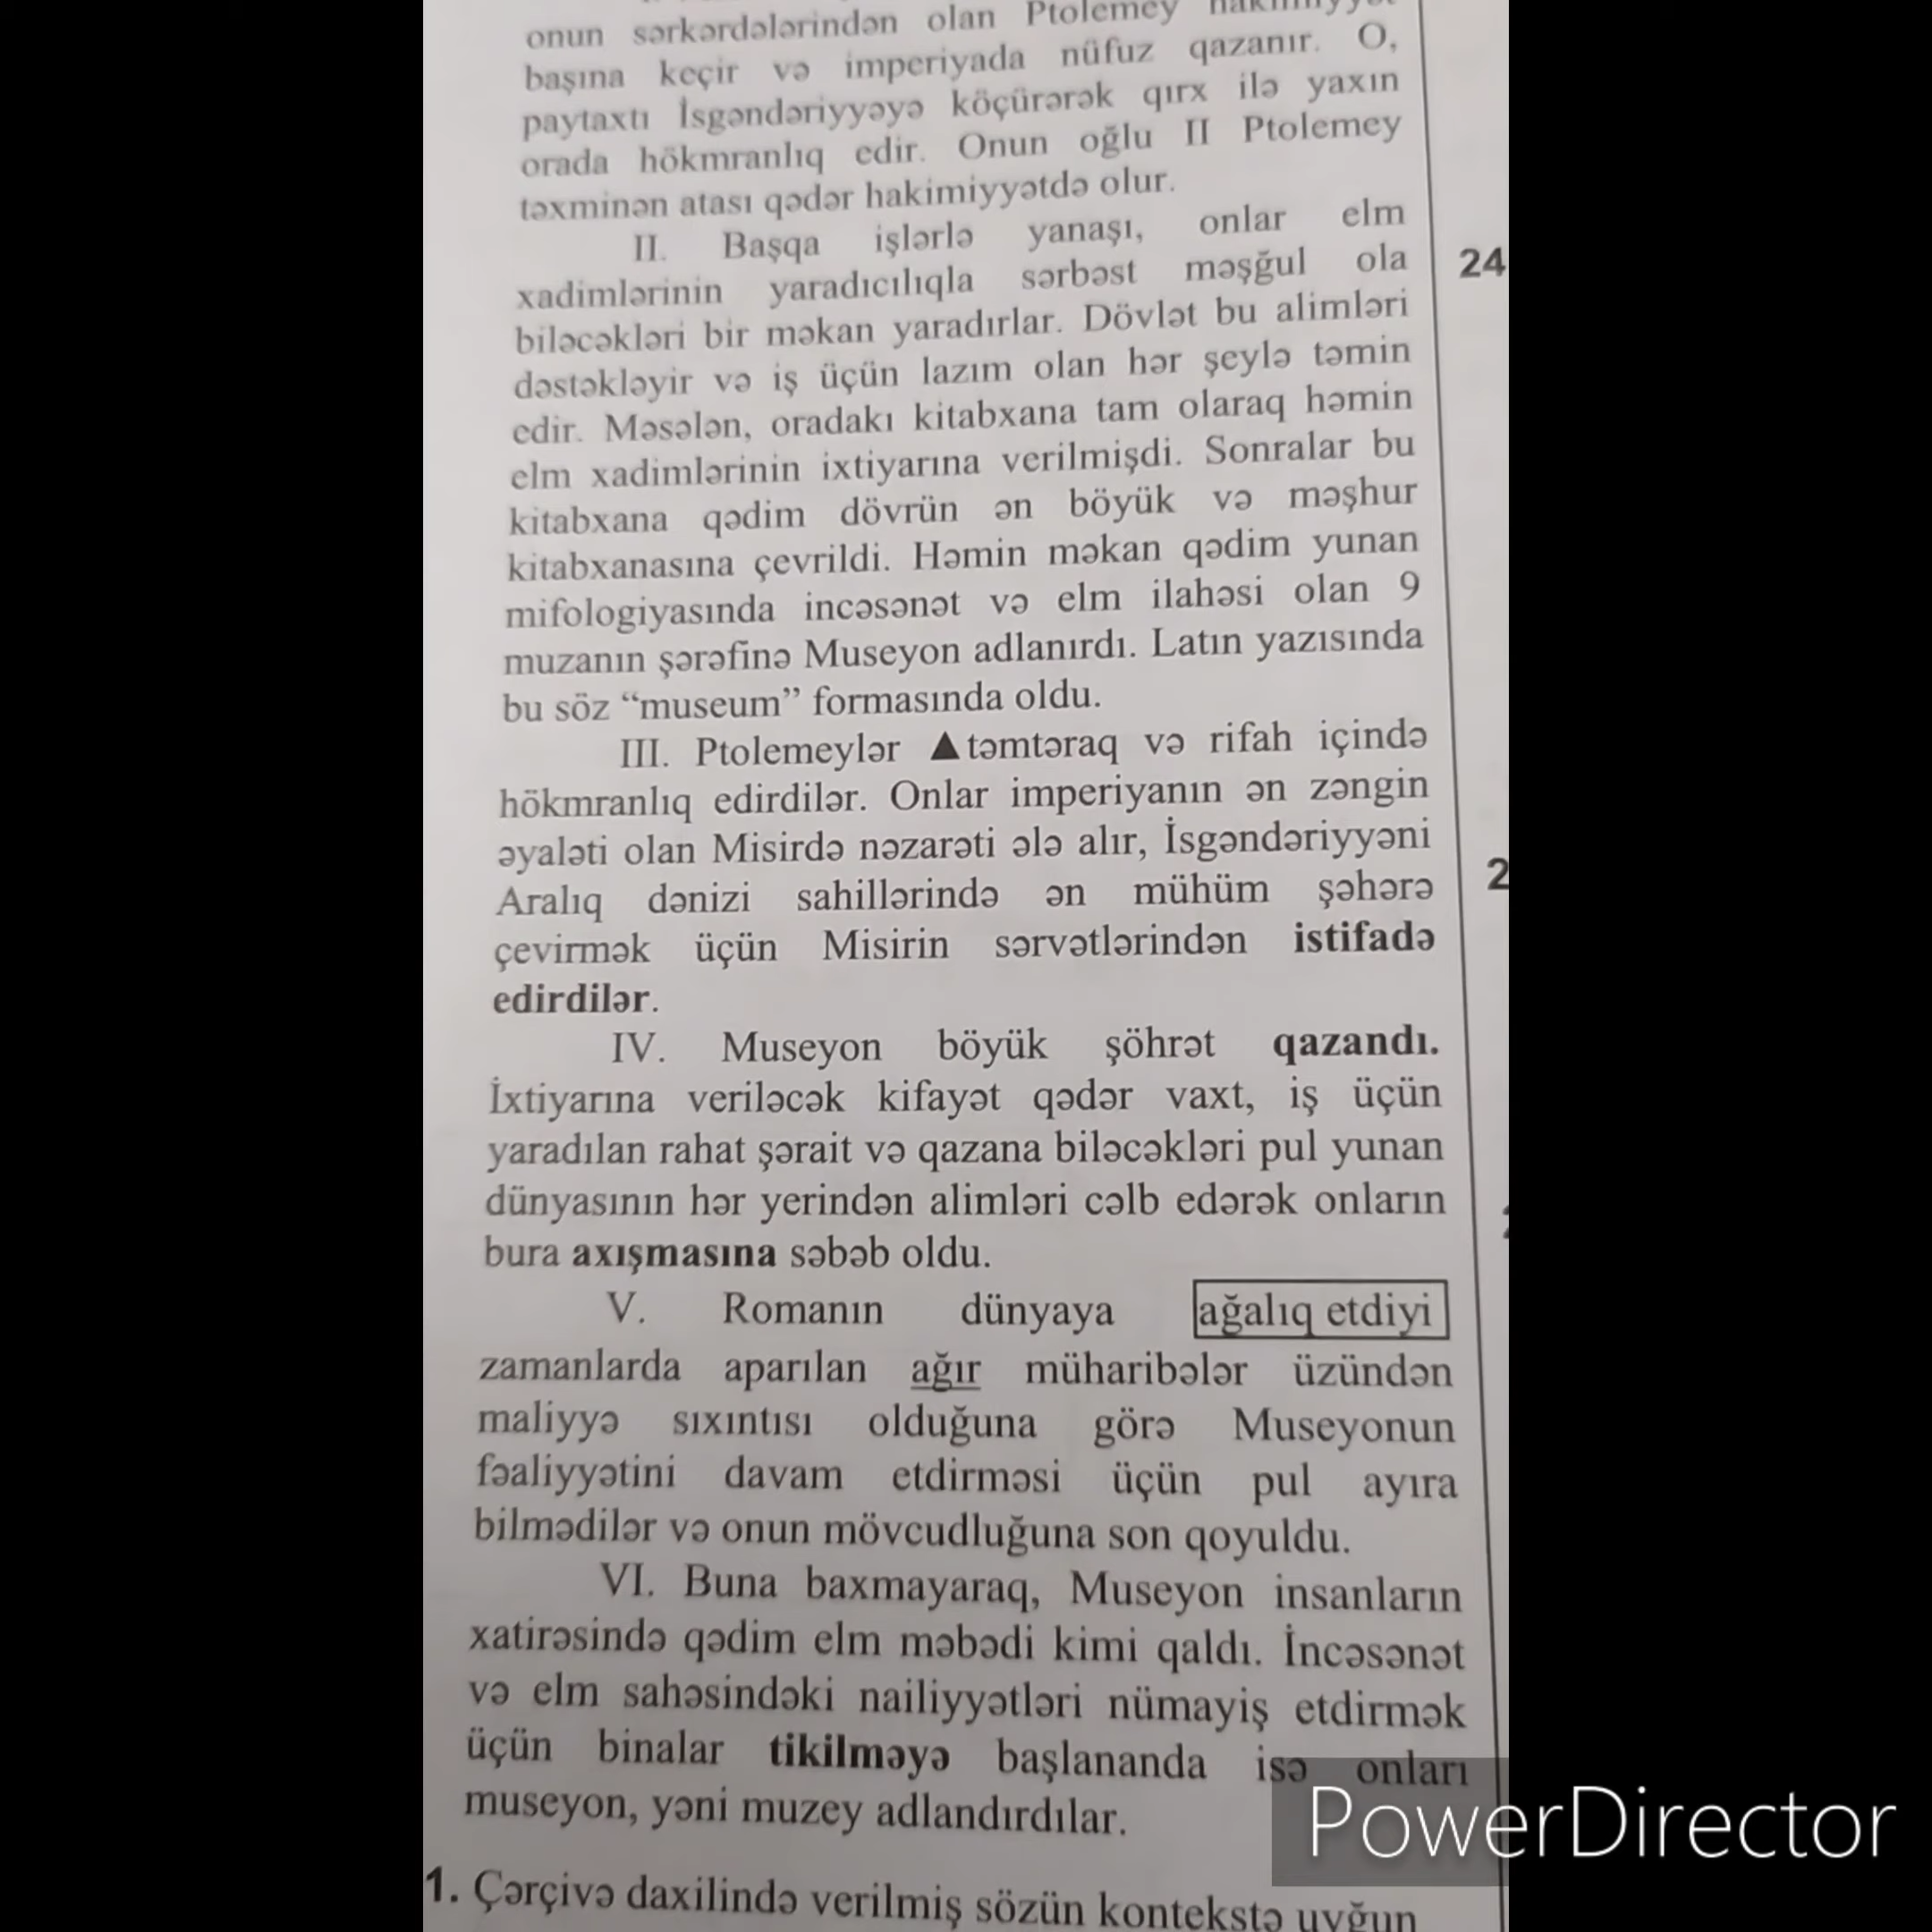 onun sərkərdələrindən olan Ptolemey
başına keçir və imperiyada nüfuz qazanır. O,
paytaxtı İsgəndəriyyəyə köçürərək qırx ilə yaxın
orada hökmranlıq edir. Onun oğlu II Ptolemey
təxminən atası qədər hakimiyyətdə olur.
II. Başqa işlərlə yanaşı, onlar elm
xadimlərinin yaradıcılıqla sərbəst məşğul ola
biləcəkləri bir məkan yaradırlar. Dövlət bu alimləri
dəstəkləyir və iş üçün lazım olan hər şeylə təmin
edir. Məsələn, oradakı kitabxana tam olaraq həmin
elm xadimlərinin ixtiyarına verilmişdi. Sonralar bu
kitabxana qədim dövrün ən böyük və məşhur
kitabxanasına çevrildi. Həmin məkan qədim yunan
mifologiyasında incəsənət və elm ilahəsi olan 9
muzanın şərəfinə Museyon adlanırdı. Latın yazısında
bu söz “museum” formasında oldu.
III. Ptolemeylər ▲təmtəraq və rifah içində
hökmranlıq edirdilər. Onlar imperiyanın ən zəngin
əyaləti olan Misirdə nəzarəti ələ alır, İsgəndəriyyəni
Aralıq dənizi sahillərində ən mühüm şəhərə
çevirmək üçün Misirin sərvətlərindən istifadə
edirdilər.
IV. Museyon böyük şöhrət qazandı.
İxtiyarına veriləcək kifayət qədər vaxt, iş üçün
yaradılan rahat şərait və qazana biləcəkləri pul yunan
dünyasının hər yerindən alimləri cəlb edərək onların
bura axışmasına səbəb oldu.
V. Romanın dünyaya ağalıq etdiyi
zamanlarda aparılan ağır müharibələr üzündən
maliyyə sıxıntısı olduğuna görə Museyonun
fəaliyyətini davam etdirməsi üçün pul ayıra
bilmədilər və onun mövcudluğuna son qoyuldu.
VI. Buna baxmayaraq, Museyon insanların
xatirəsində qədim elm məbədi kimi qaldı. İncəsənət
və elm sahəsindəki nailiyyətləri nümayiş etdirmək
üçün binalar tikilməyə başlananda isə onları
museyon, yəni muzey adlandırdılar.
1. Çərçivə daxilində verilmiş sözün kontekstə uyğun
24
2
PowerDirector